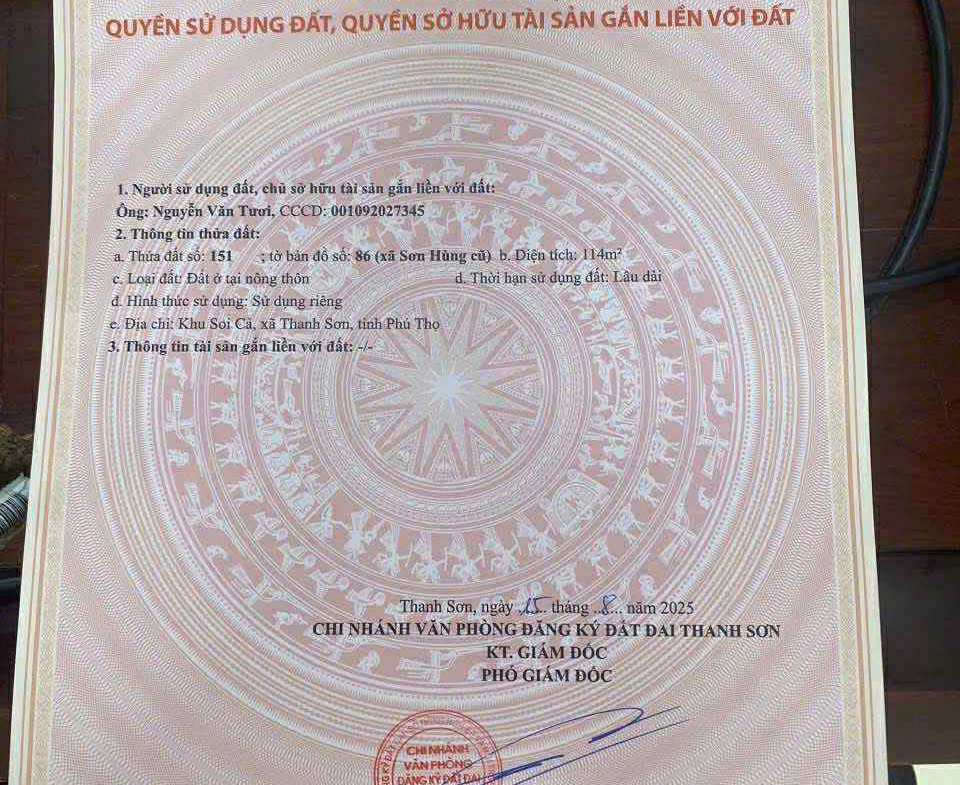 QUYỀN SỬ DỤNG ĐẤT, QUYỀN SỞ HỮU TÀI SẢN GẮN LIỀN VỚI ĐẤT
1. Người sử dụng đất, chủ sở hữu tài sản gắn liền với đất:
Ông: Nguyễn Văn Tươi, CCCD: 001092027345
2. Thông tin thửa đất:
a. Thửa đất số: 151 ; tờ bản đồ số: 86 (xã Sơn Hùng cũ) b. Diện tích: 114m²
c. Loại đất: Đất ở tại nông thôn d. Thời hạn sử dụng đất: Lâu dài
đ. Hình thức sử dụng: Sử dụng riêng
e. Địa chỉ: Khu Soi Cả, xã Thanh Sơn, tỉnh Phú Thọ
3. Thông tin tài sản gắn liền với đất: -/-
Thanh Sơn, ngày 15 tháng 8 năm 2025
CHI NHÁNH VĂN PHÒNG ĐĂNG KÝ ĐẤT ĐAI THANH SƠN
KT. GIÁM ĐỐC
PHÓ GIÁM ĐỐC
CHI NHÁNH
VĂN PHÒNG
ĐĂNG KÝ ĐẤT ĐAI